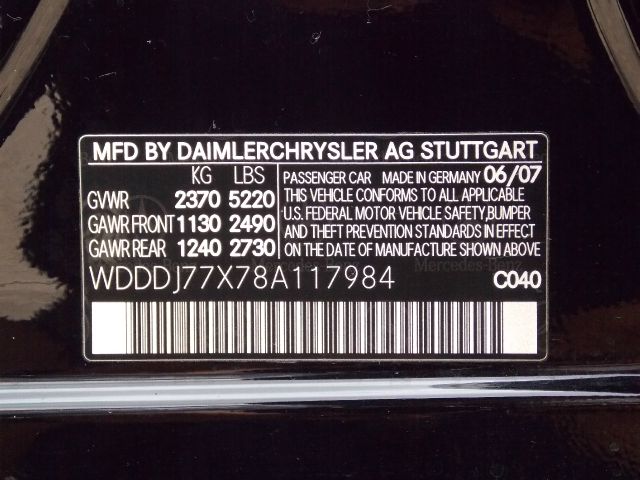 MFD BY DAIMLERCHRYSLER AG STUTTGART
KG LBS
GVWR 2370 5220
GAWR FRONT 1130 2490
GAWR REAR 1240 2730
PASSENGER CAR MADE IN GERMANY 06/07
THIS VEHICLE CONFORMS TO ALL APPLICABLE
U.S. FEDERAL MOTOR VEHICLE SAFETY, BUMPER
AND THEFT PREVENTION STANDARDS IN EFFECT
ON THE DATE OF MANUFACTURE SHOWN ABOVE.
WDDDJ77X78A117984
Mercedes-Benz
C040